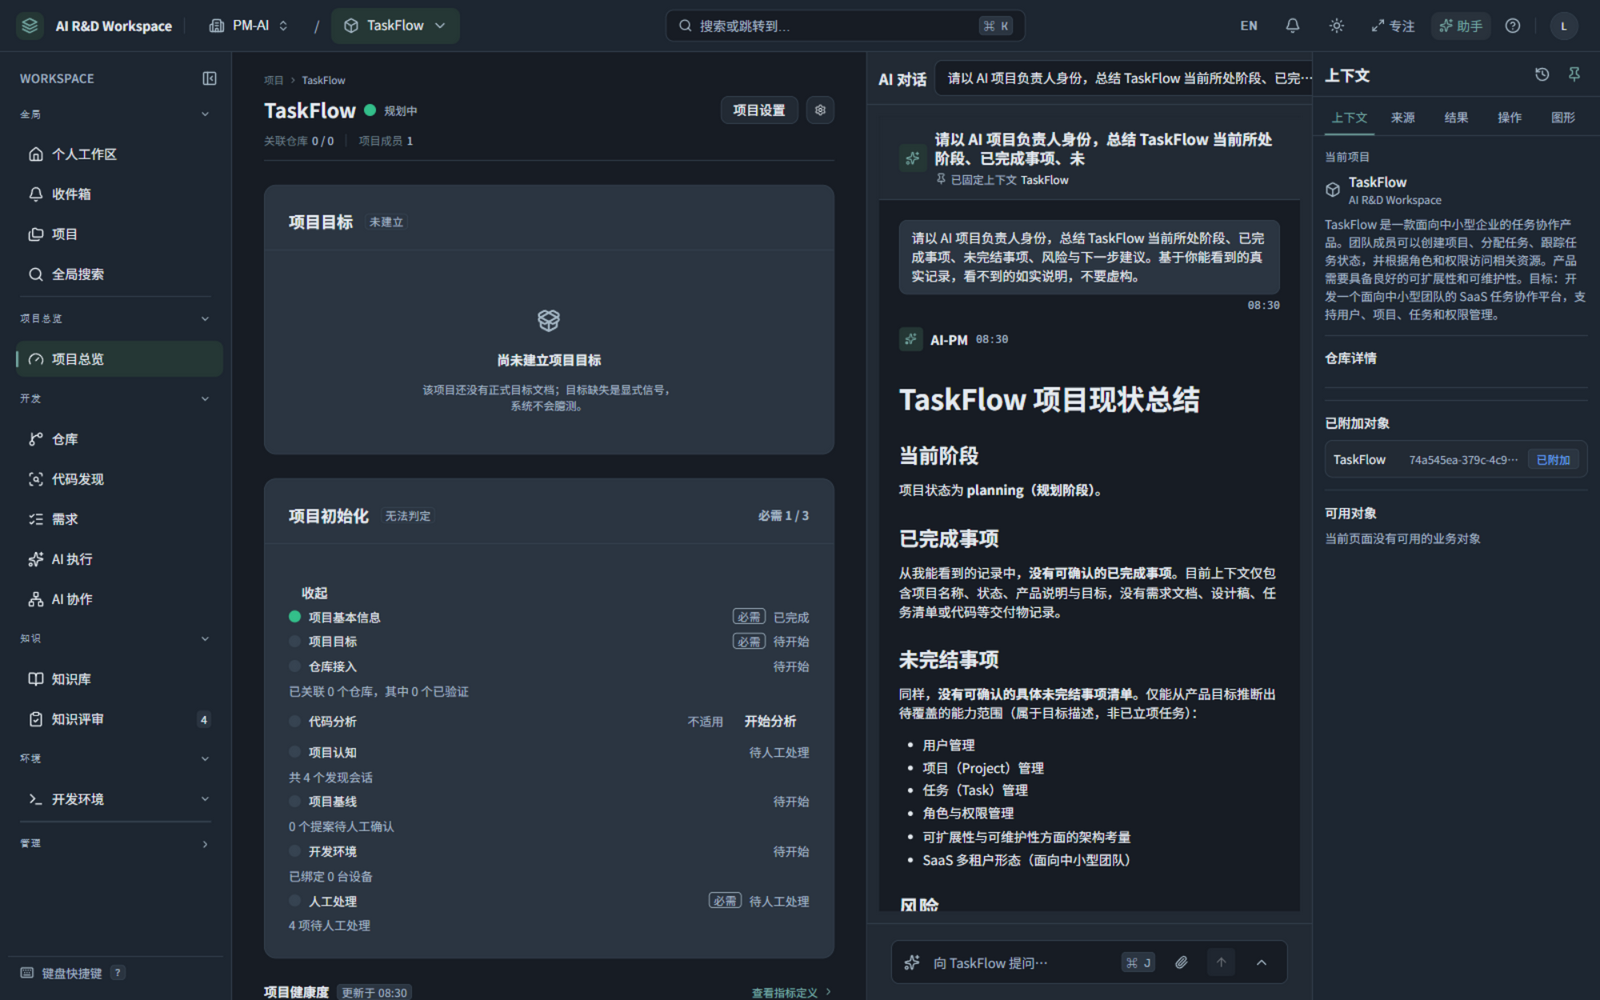 AI R&D Workspace
PM-AI
/
TaskFlow
搜索或跳转到...
⌘ K
EN
专注
助手
L
WORKSPACE
全局
个人工作区
收件箱
项目
全局搜索
项目总览
项目总览
开发
仓库
代码发现
需求
AI 执行
AI 协作
知识
知识库
知识评审
4
环境
开发环境
管理
键盘快捷键
?
项目 > TaskFlow
TaskFlow
规划中
项目设置
关联仓库 0 / 0
项目成员 1
项目目标
未建立
尚未建立项目目标
该项目还没有正式目标文档；目标缺失是显式信号，
系统不会臆测。
项目初始化
无法判定
必需 1 / 3
收起
项目基本信息
必需
已完成
项目目标
必需
待开始
仓库接入
待开始
已关联 0 个仓库，其中 0 个已验证
代码分析
不适用
开始分析
项目认知
待人工处理
共 4 个发现会话
项目基线
待开始
0 个提案待人工确认
开发环境
待开始
已绑定 0 台设备
人工处理
必需
待人工处理
4 项待人工处理
项目健康度
更新于 08:30
查看指标定义
AI 对话
请以 AI 项目负责人身份，总结 TaskFlow 当前所处阶段、已完…
请以 AI 项目负责人身份，总结 TaskFlow 当前所处
阶段、已完成事项、未
已固定上下文 TaskFlow
请以 AI 项目负责人身份，总结 TaskFlow 当前所处阶段、已完
成事项、未完结事项、风险与下一步建议。基于你能看到的真
实记录，看不到的如实说明，不要虚构。
08:30
AI-PM 08:30
TaskFlow 项目现状总结
当前阶段
项目状态为 planning（规划阶段）。
已完成事项
从我能看到的记录中，没有可确认的已完成事项。目前上下文仅包
含项目名称、状态、产品说明与目标，没有需求文档、设计稿、任
务清单或代码等交付物记录。
未完结事项
同样，没有可确认的具体未完结事项清单。仅能从产品目标推断出
待覆盖的能力范围（属于目标描述，非已立项任务）：
• 用户管理
• 项目（Project）管理
• 任务（Task）管理
• 角色与权限管理
• 可扩展性与可维护性方面的架构考量
• SaaS 多租户形态（面向中小型团队）
风险
向 TaskFlow 提问…
⌘ J
上下文
上下文
来源
结果
操作
图形
当前项目
TaskFlow
AI R&D Workspace
TaskFlow 是一款面向中小型企业的任务协作产
品。团队成员可以创建项目、分配任务、跟踪任
务状态，并根据角色和权限访问相关资源。产品
需要具备良好的可扩展性和可维护性。目标：开
发一个面向中小型团队的 SaaS 任务协作平台，支
持用户、项目、任务和权限管理。
仓库详情
已附加对象
TaskFlow
74a545ea-379c-4c9…
已附加
可用对象
当前页面没有可用的业务对象